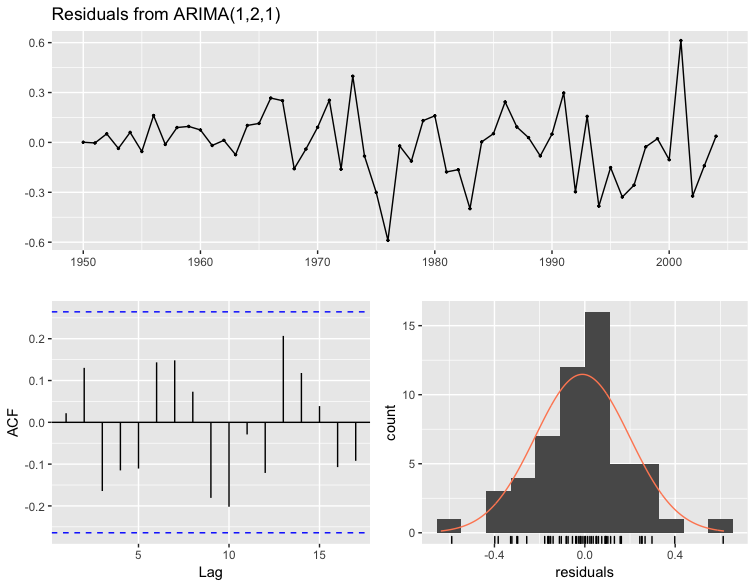 Residuals from ARIMA(1,2,1)
0.6
0.3
0.0
-0.3
-0.6
1950 1960 1970 1980 1990 2000
ACF
0.2
0.1
0.0
-0.1
-0.2
5 10 15
Lag
count
15
10
5
0
-0.4 0.0 0.4
residuals